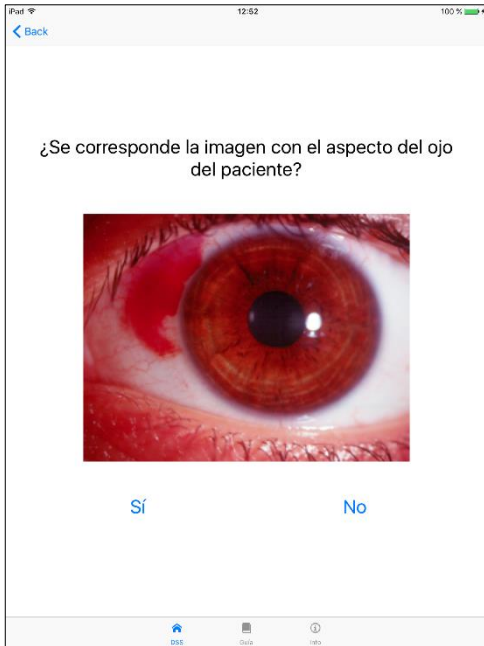 iPad 12:52 100 %
Back
¿Se corresponde la imagen con el aspecto del ojo
del paciente?
Sí No
DSS Guía Info